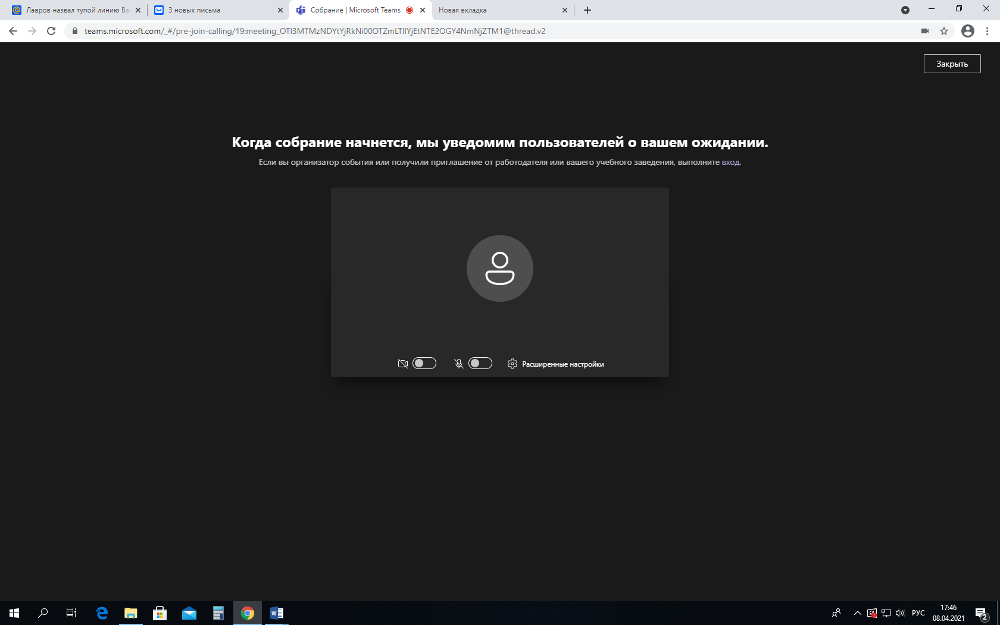 Лавров назвал тупой линию Ва
3 новых письма
Собрание | Microsoft Teams
Новая вкладка
teams.microsoft.com/_#/pre-join-calling/19:meeting_OTI3MTMzNDYtYjRkNi00OTZmLTllYjEtNTE2OGY4NmNjZTM1@thread.v2
Закрыть
Когда собрание начнется, мы уведомим пользователей о вашем ожидании.
Если вы организатор события или получили приглашение от работодателя или вашего учебного заведения, выполните вход.
Расширенные настройки
РУС
17:46
08.04.2021
2